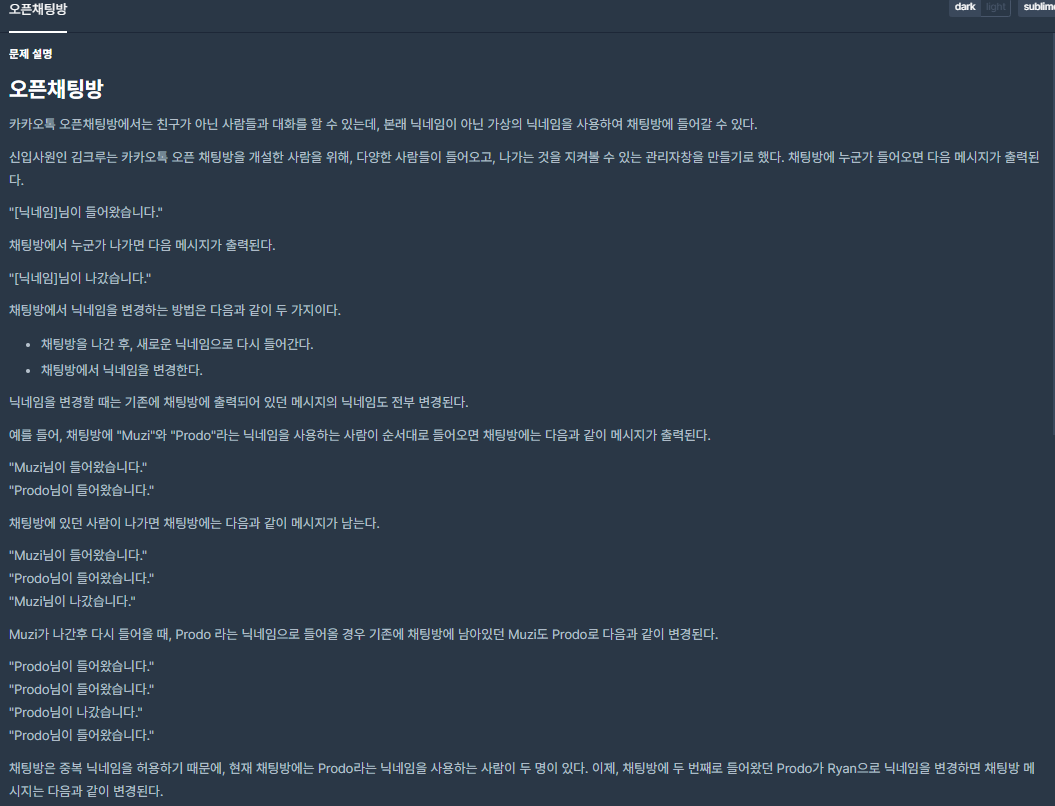 오픈채팅방
dark light
sublime
문제 설명
오픈채팅방
카카오톡 오픈채팅방에서는 친구가 아닌 사람들과 대화를 할 수 있는데, 본래 닉네임이 아닌 가상의 닉네임을 사용하여 채팅방에 들어갈 수 있다.
신입사원인 김크루는 카카오톡 오픈 채팅방을 개설한 사람을 위해, 다양한 사람들이 들어오고, 나가는 것을 지켜볼 수 있는 관리자창을 만들기로 했다. 채팅방에 누군가 들어오면 다음 메시지가 출력된
다.
"[닉네임]님이 들어왔습니다."
채팅방에서 누군가 나가면 다음 메시지가 출력된다.
"[닉네임]님이 나갔습니다."
채팅방에서 닉네임을 변경하는 방법은 다음과 같이 두 가지이다.
• 채팅방을 나간 후, 새로운 닉네임으로 다시 들어간다.
• 채팅방에서 닉네임을 변경한다.
닉네임을 변경할 때는 기존에 채팅방에 출력되어 있던 메시지의 닉네임도 전부 변경된다.
예를 들어, 채팅방에 "Muzi"와 "Prodo"라는 닉네임을 사용하는 사람이 순서대로 들어오면 채팅방에는 다음과 같이 메시지가 출력된다.
"Muzi님이 들어왔습니다."
"Prodo님이 들어왔습니다."
채팅방에 있던 사람이 나가면 채팅방에는 다음과 같이 메시지가 남는다.
"Muzi님이 들어왔습니다."
"Prodo님이 들어왔습니다."
"Muzi님이 나갔습니다."
Muzi가 나간후 다시 들어올 때, Prodo 라는 닉네임으로 들어올 경우 기존에 채팅방에 남아있던 Muzi도 Prodo로 다음과 같이 변경된다.
"Prodo님이 들어왔습니다."
"Prodo님이 들어왔습니다."
"Prodo님이 나갔습니다."
"Prodo님이 들어왔습니다."
채팅방은 중복 닉네임을 허용하기 때문에, 현재 채팅방에는 Prodo라는 닉네임을 사용하는 사람이 두 명이 있다. 이제, 채팅방에 두 번째로 들어왔던 Prodo가 Ryan으로 닉네임을 변경하면 채팅방 메
시지는 다음과 같이 변경된다.